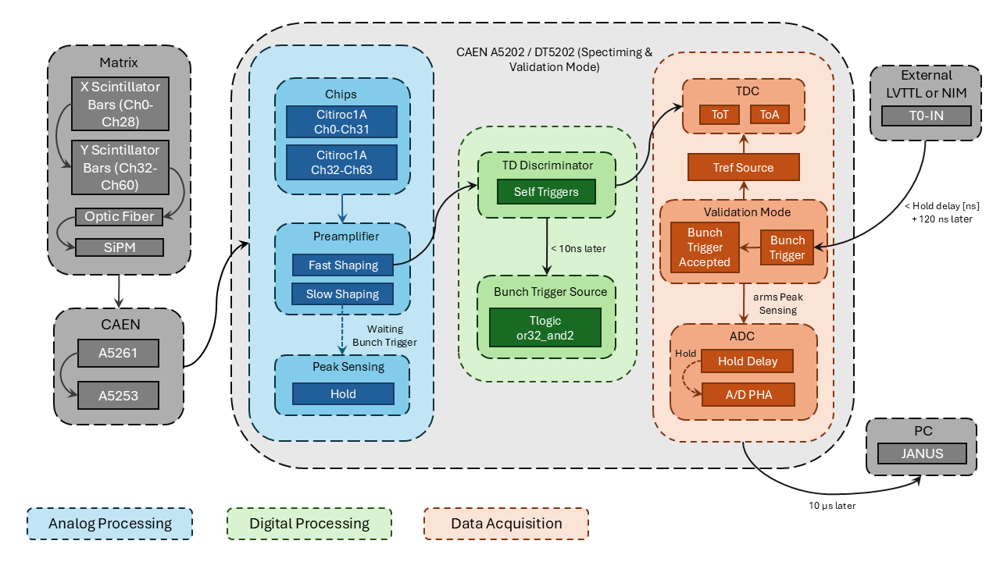 Matrix
X Scintillator
Bars (Ch0-
Ch28)
Y Scintillator
Bars (Ch32-
Ch60)
Optic Fiber
SiPM
CAEN
A5261
A5253
CAEN A5202 / DT5202 (Spectiming &
Validation Mode)
Chips
Citiroc1A
Ch0-Ch31
Citiroc1A
Ch32-Ch63
Preamplifier
Fast Shaping
Slow Shaping
Waiting
Bunch Trigger
Peak Sensing
Hold
TD Discriminator
Self Triggers
< 10ns later
Bunch Trigger Source
Tlogic
or32_and2
TDC
ToT
ToA
Tref Source
Validation Mode
Bunch
Trigger
Accepted
Bunch
Trigger
arms Peak
Sensing
ADC
Hold
Hold Delay
A/D PHA
External
LVTTL or NIM
T0-IN
< Hold delay [ns]
+ 120 ns later
PC
JANUS
10 µs later
Analog Processing
Digital Processing
Data Acquisition